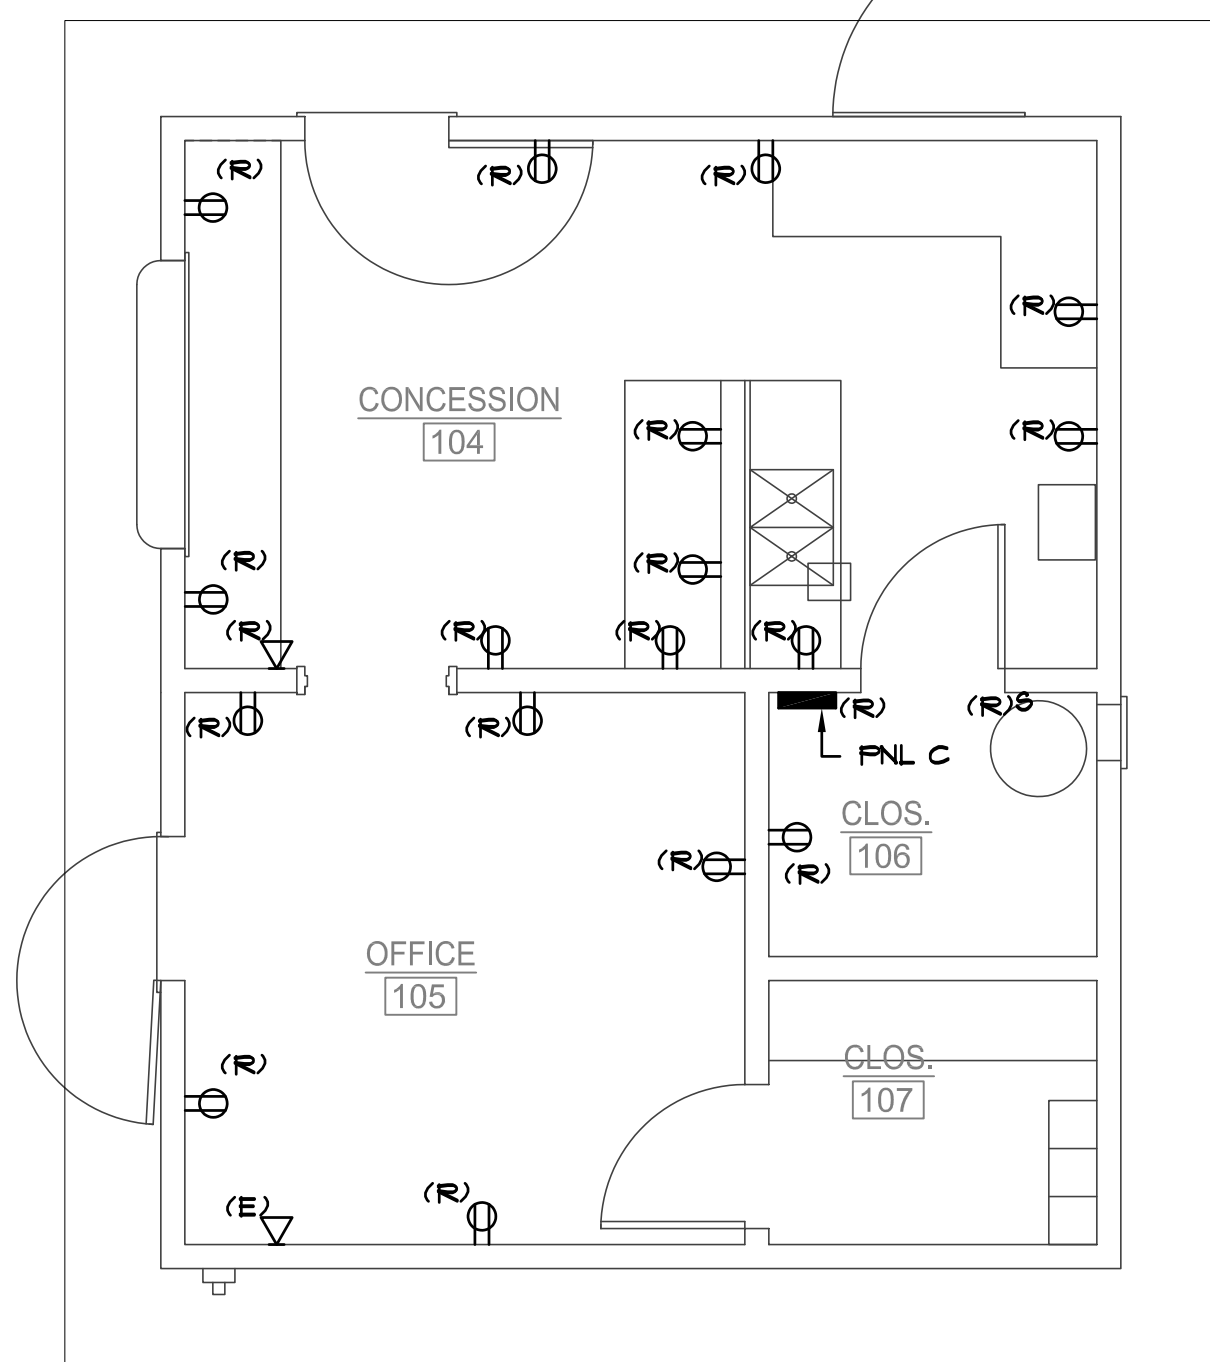 (R)
(R)
(R)
(R)
CONCESSION
104
(R)
(R)
(R)
(R)
(R)
(R)
(R)
(R)
(R)
(R)
(R)
(R)S
PNL C
CLOS.
106
(R)
(R)
OFFICE
105
CLOS.
107
(R)
(E)
(R)